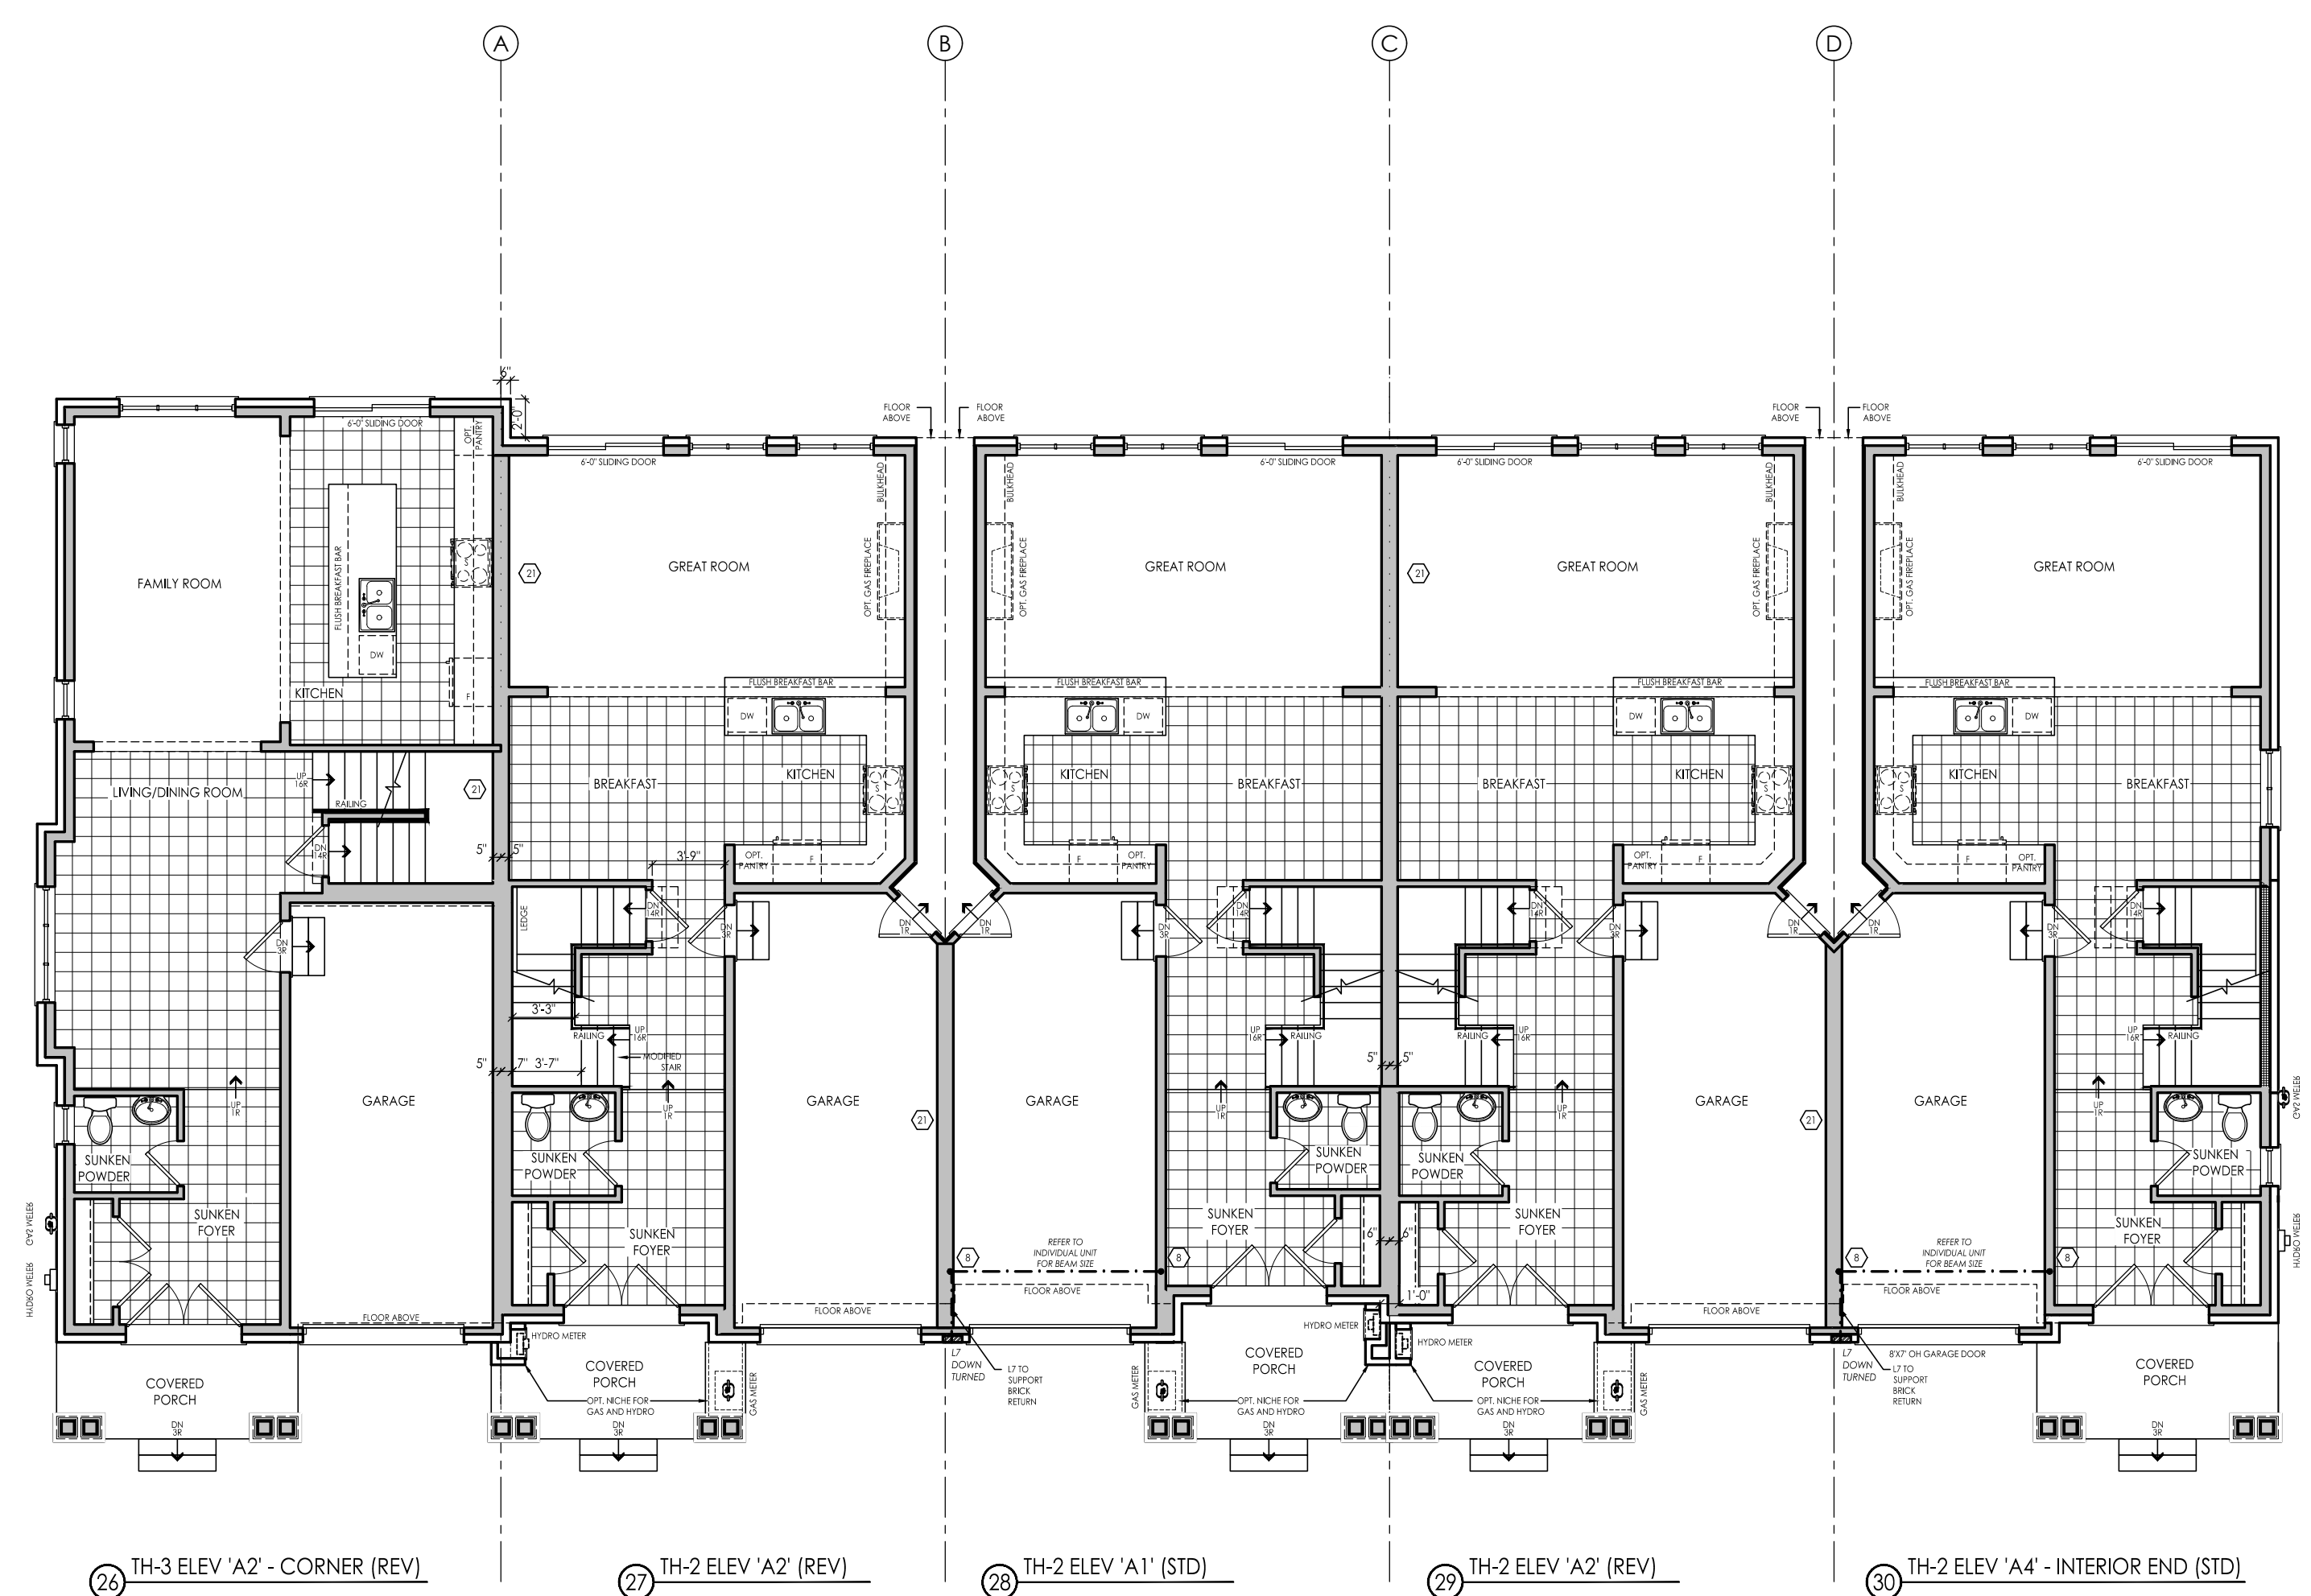 A
B
C
D
6"
2'-0"
FLOOR
ABOVE
FLOOR
ABOVE
FLOOR
ABOVE
FLOOR
ABOVE
6'-0" SLIDING DOOR
OPT.
PANTRY
FAMILY ROOM
FLUSH BREAKFAST BAR
S
DW
F
KITCHEN
UP
16R
LIVING/DINING ROOM
RAILING
21
DN
14R
5"
5"
DN
3R
5"
7"
3'-7"
GARAGE
UP
1R
SUNKEN
POWDER
SUNKEN
FOYER
GAS METER
HYDRO METER
FLOOR ABOVE
COVERED
PORCH
DN
3R
6'-0" SLIDING DOOR
BULKHEAD
21
GREAT ROOM
OPT. GAS FIREPLACE
FLUSH BREAKFAST BAR
DW
BREAKFAST
KITCHEN
S
3'-9"
OPT.
PANTRY
F
LEDGE
DN
14R
DN
3R
DN
1R
3'-3"
RAILING
UP
16R
MODIFIED
STAIR
UP
1R
GARAGE
21
SUNKEN
POWDER
SUNKEN
FOYER
FLOOR ABOVE
HYDRO METER
COVERED
PORCH
OPT. NICHE FOR
GAS AND HYDRO
GAS METER
DN
3R
6'-0" SLIDING DOOR
BULKHEAD
OPT. GAS FIREPLACE
GREAT ROOM
FLUSH BREAKFAST BAR
DW
S
KITCHEN
BREAKFAST
F
OPT.
PANTRY
DN
1R
DN
3R
DN
14R
UP
16R
RAILING
5"
5"
GARAGE
UP
1R
SUNKEN
POWDER
SUNKEN
FOYER
6"
6"
REFER TO
INDIVIDUAL UNIT
FOR BEAM SIZE
8
8
FLOOR ABOVE
1'-0"
HYDRO METER
L7
DOWN
TURNED
L7 TO
SUPPORT
BRICK
RETURN
GAS METER
COVERED
PORCH
OPT. NICHE FOR
GAS AND HYDRO
DN
3R
6'-0" SLIDING DOOR
BULKHEAD
21
GREAT ROOM
OPT. GAS FIREPLACE
FLUSH BREAKFAST BAR
DW
BREAKFAST
KITCHEN
S
OPT.
PANTRY
F
DN
14R
DN
3R
DN
1R
RAILING
UP
16R
UP
1R
GARAGE
21
SUNKEN
POWDER
SUNKEN
FOYER
FLOOR ABOVE
HYDRO METER
COVERED
PORCH
OPT. NICHE FOR
GAS AND HYDRO
GAS METER
DN
3R
6'-0" SLIDING DOOR
BULKHEAD
OPT. GAS FIREPLACE
GREAT ROOM
FLUSH BREAKFAST BAR
DW
S
KITCHEN
BREAKFAST
F
OPT.
PANTRY
DN
1R
DN
3R
DN
14R
UP
16R
RAILING
GARAGE
UP
1R
SUNKEN
POWDER
SUNKEN
FOYER
GAS METER
HYDRO METER
REFER TO
INDIVIDUAL UNIT
FOR BEAM SIZE
8
8
FLOOR ABOVE
8'X7' OH GARAGE DOOR
L7
DOWN
TURNED
L7 TO
SUPPORT
BRICK
RETURN
COVERED
PORCH
DN
3R
26 TH-3 ELEV 'A2' - CORNER (REV)
27 TH-2 ELEV 'A2' (REV)
28 TH-2 ELEV 'A1' (STD)
29 TH-2 ELEV 'A2' (REV)
30 TH-2 ELEV 'A4' - INTERIOR END (STD)